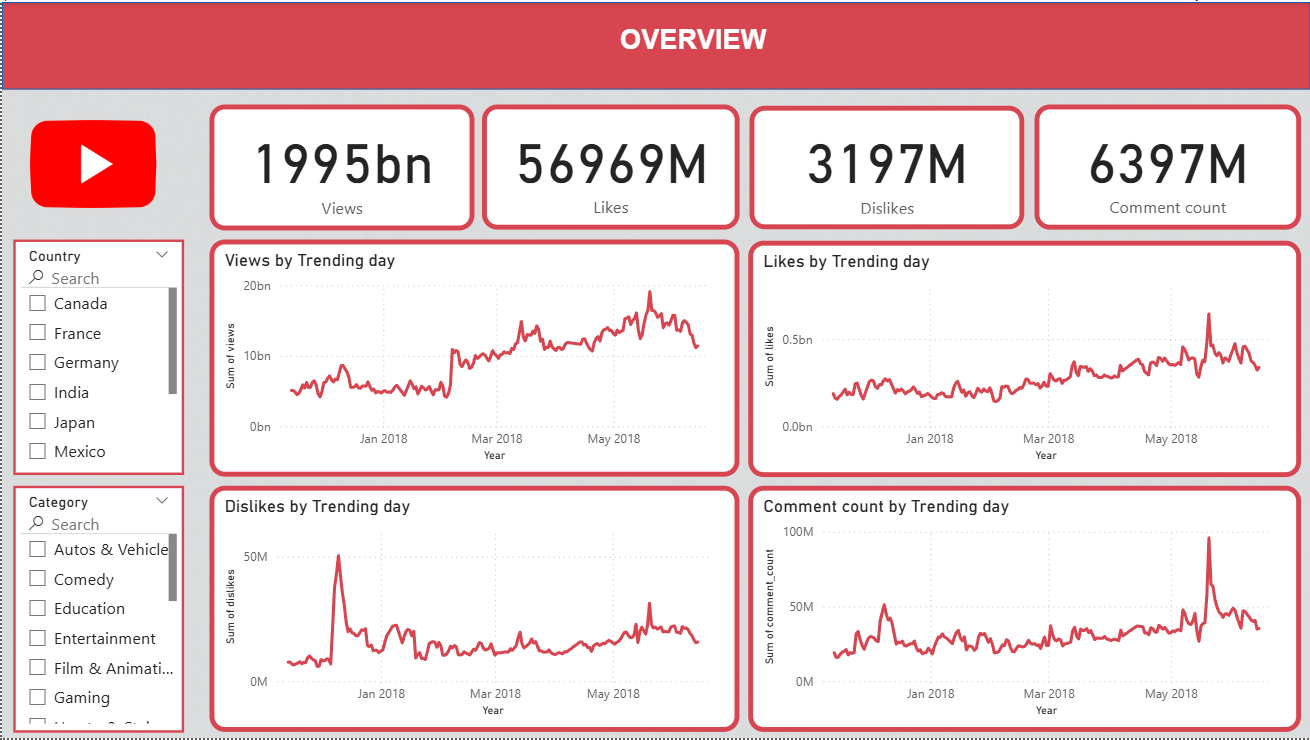 OVERVIEW
1995bn
Views
56969M
Likes
3197M
Dislikes
6397M
Comment count
Country
Search
Canada
France
Germany
India
Japan
Mexico
Views by Trending day
Sum of views
20bn
10bn
0bn
Jan 2018
Mar 2018
May 2018
Year
Likes by Trending day
Sum of likes
0.5bn
0.0bn
Jan 2018
Mar 2018
May 2018
Year
Category
Search
Autos & Vehicle
Comedy
Education
Entertainment
Film & Animati...
Gaming
Dislikes by Trending day
Sum of dislikes
50M
0M
Jan 2018
Mar 2018
May 2018
Year
Comment count by Trending day
Sum of comment_count
100M
50M
0M
Jan 2018
Mar 2018
May 2018
Year